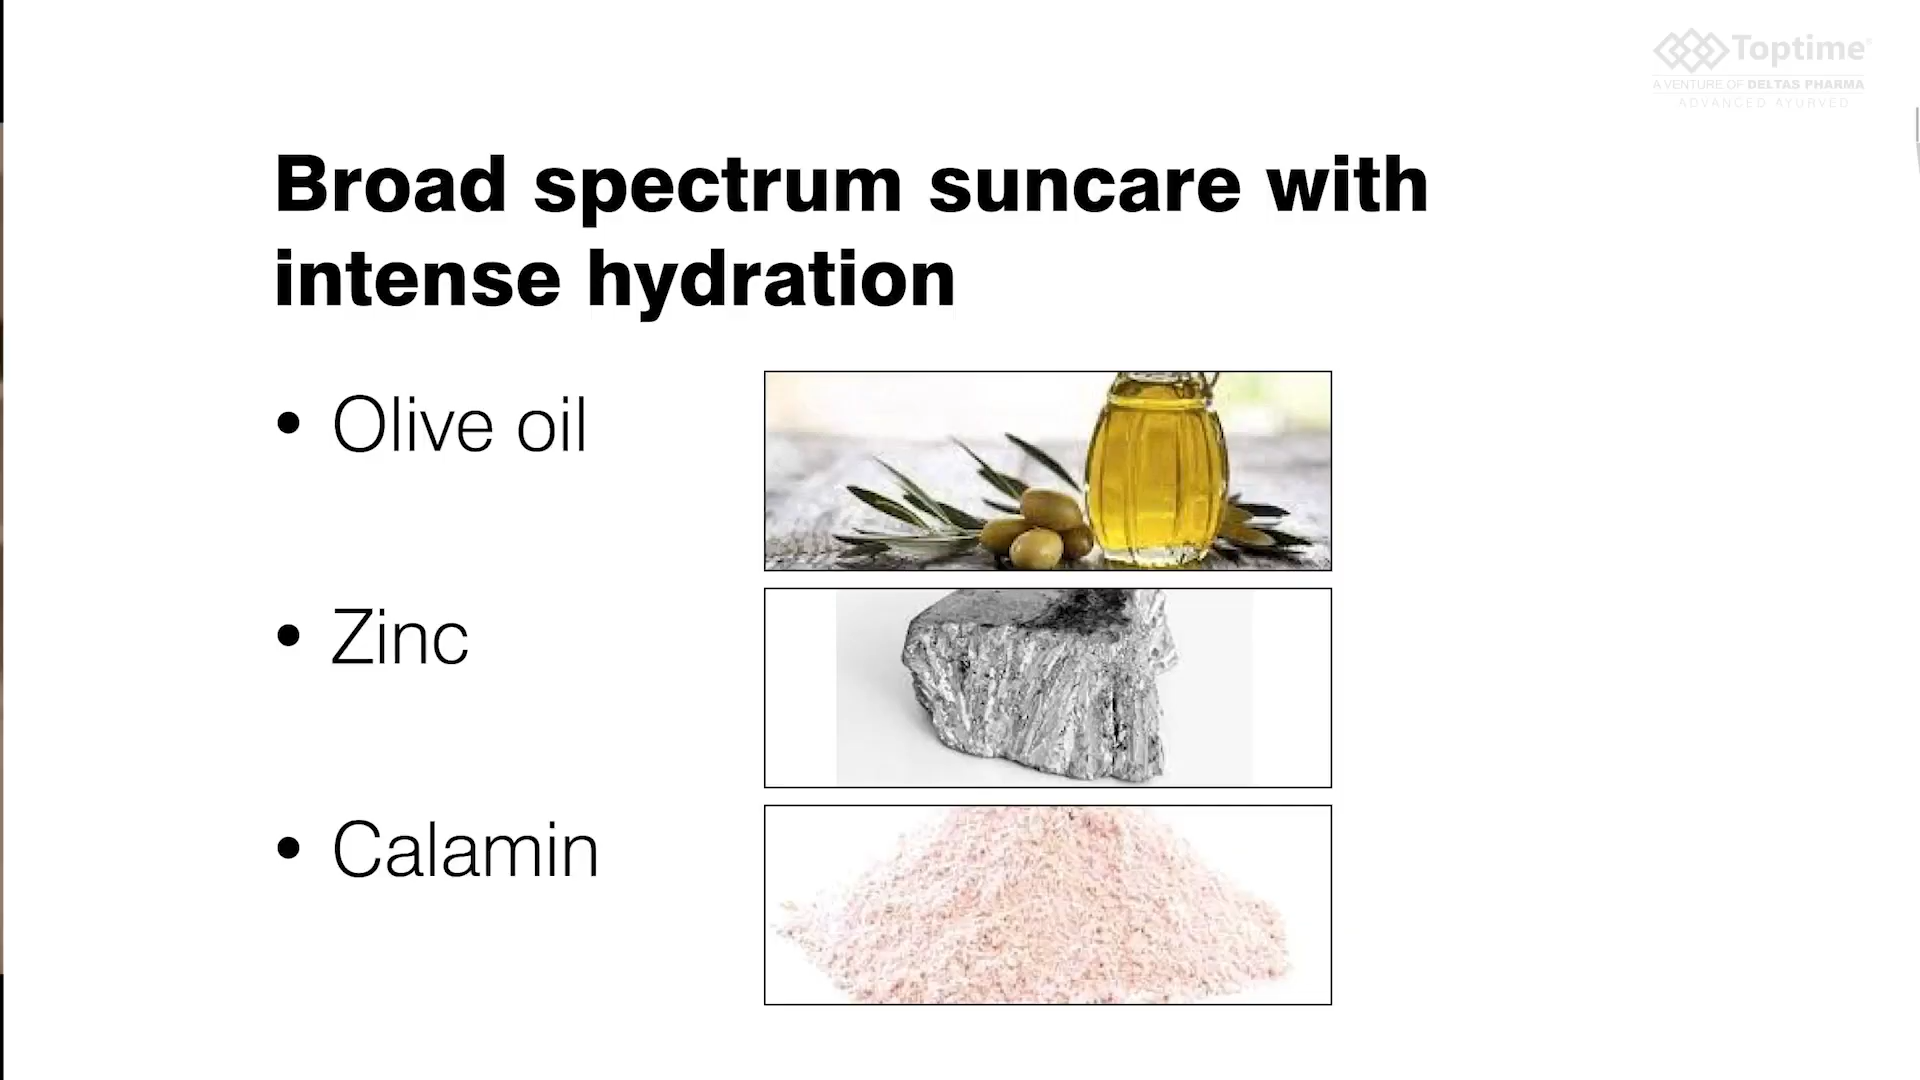 Toptime®
A VENTURE OF DELTAS PHARMA
ADVANCED AYURVED
Broad spectrum suncare with
intense hydration
• Olive oil
• Zinc
• Calamin